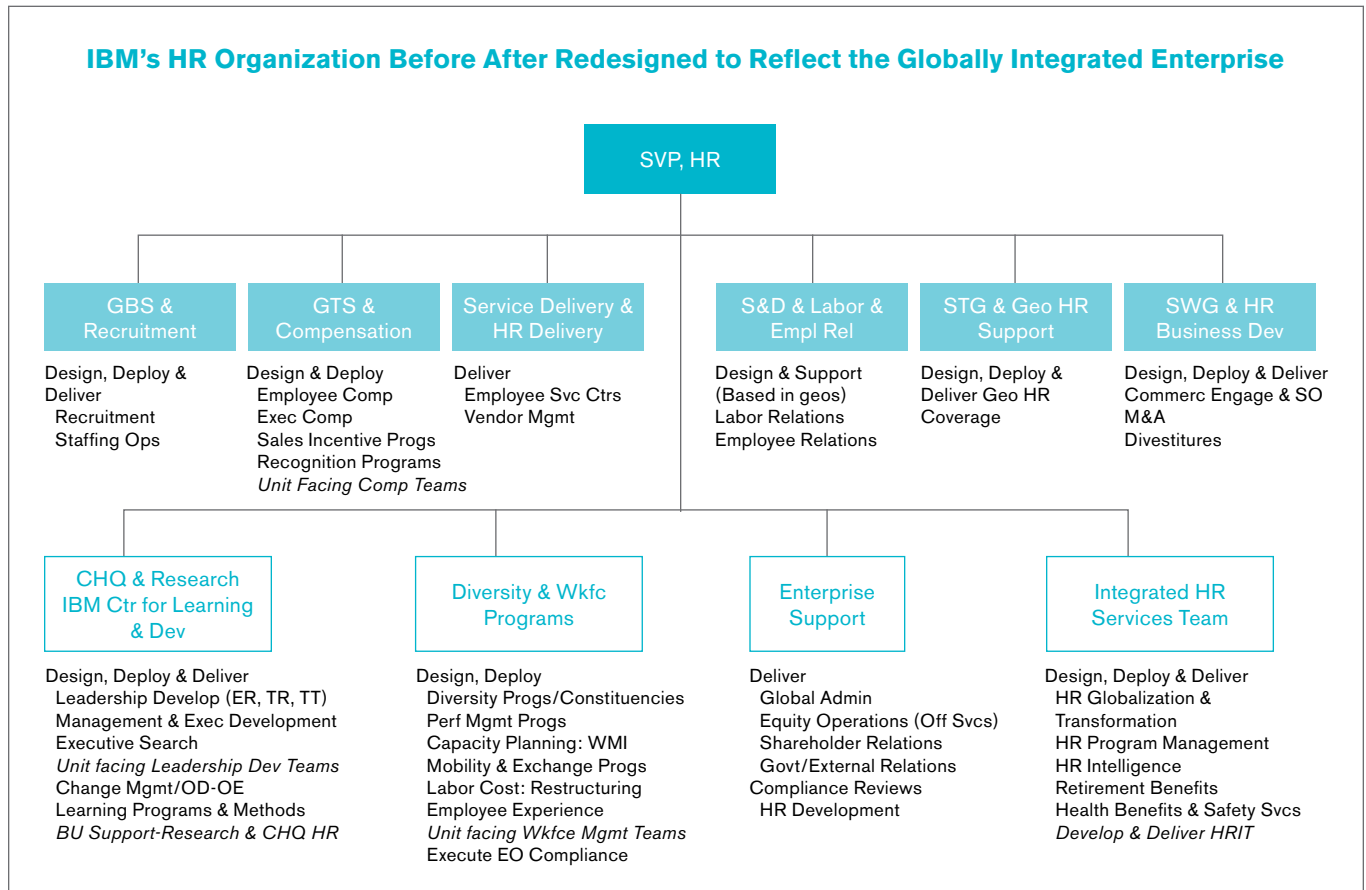 IBM's HR Organization Before After Redesigned to Reflect the Globally Integrated Enterprise
SVP, HR
GBS &
Recruitment
Design, Deploy &
Deliver
Recruitment
Staffing Ops
GTS &
Compensation
Design & Deploy
Employee Comp
Exec Comp
Sales Incentive Progs
Recognition Programs
Unit Facing Comp Teams
Service Delivery &
HR Delivery
Deliver
Employee Svc Ctrs
Vendor Mgmt
S&D & Labor &
Empl Rel
Design & Support
(Based in geos)
Labor Relations
Employee Relations
STG & Geo HR
Support
Design, Deploy &
Deliver Geo HR
Coverage
SWG & HR
Business Dev
Design, Deploy & Deliver
Commerc Engage & SO
M&A
Divestitures
CHQ & Research
IBM Ctr for Learning
& Dev
Design, Deploy & Deliver
Leadership Develop (ER, TR, TT)
Management & Exec Development
Executive Search
Unit facing Leadership Dev Teams
Change Mgmt/OD-OE
Learning Programs & Methods
BU Support-Research & CHQ HR
Diversity & Wkfc
Programs
Design, Deploy
Diversity Progs/Constituencies
Perf Mgmt Progs
Capacity Planning: WMI
Mobility & Exchange Progs
Labor Cost: Restructuring
Employee Experience
Unit facing Wkfce Mgmt Teams
Execute EO Compliance
Enterprise
Support
Deliver
Global Admin
Equity Operations (Off Svcs)
Shareholder Relations
Govt/External Relations
Compliance Reviews
HR Development
Integrated HR
Services Team
Design, Deploy & Deliver
HR Globalization &
Transformation
HR Program Management
HR Intelligence
Retirement Benefits
Health Benefits & Safety Svcs
Develop & Deliver HRIT